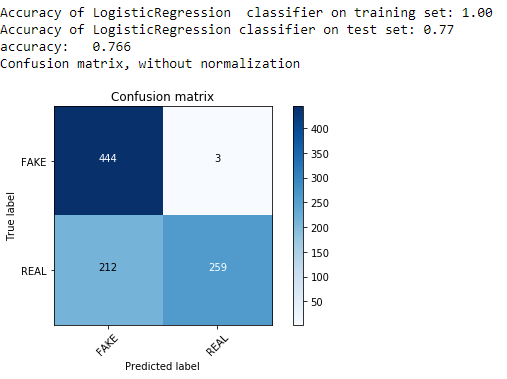 Accuracy of LogisticRegression  classifier on training set: 1.00
Accuracy of LogisticRegression classifier on test set: 0.77
accuracy:   0.766
Confusion matrix, without normalization
Confusion matrix
FAKE
444
3
REAL
212
259
True label
FAKE
REAL
Predicted label
400
350
300
250
200
150
100
50